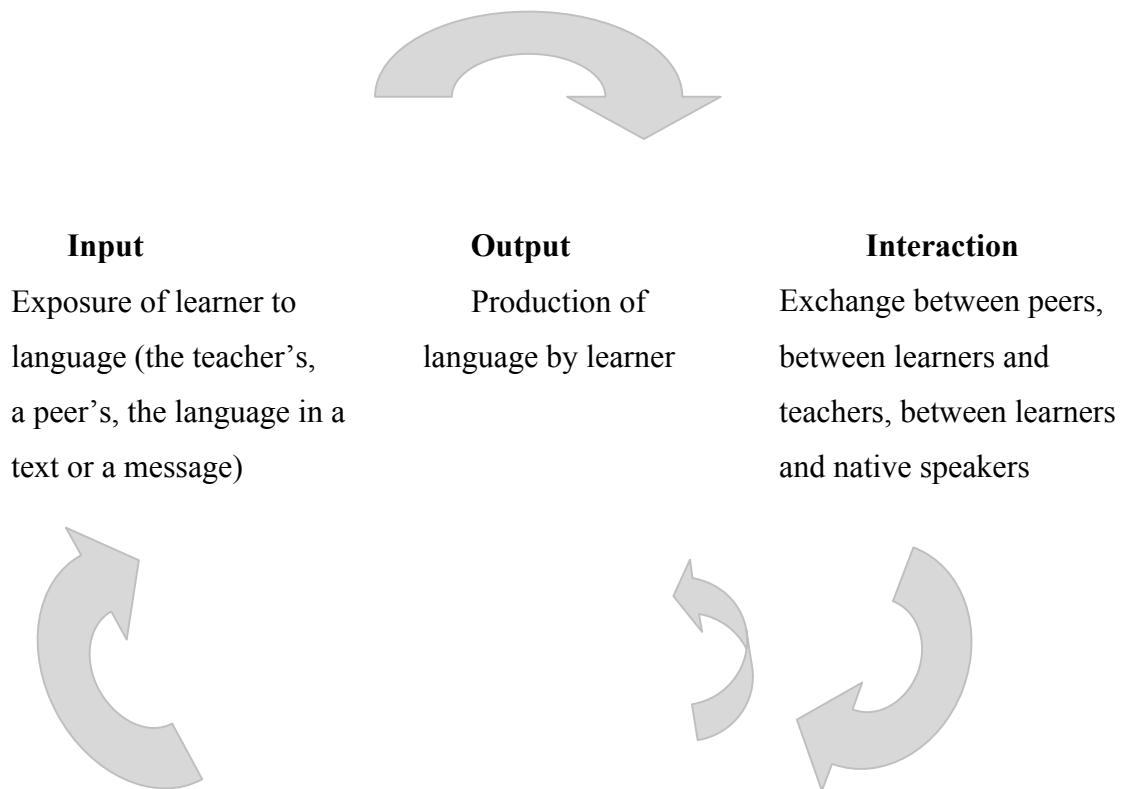 Input
Exposure of learner to
language (the teacher’s,
a peer’s, the language in a
text or a message)
Output
Production of
language by learner
Interaction
Exchange between peers,
between learners and
teachers, between learners
and native speakers